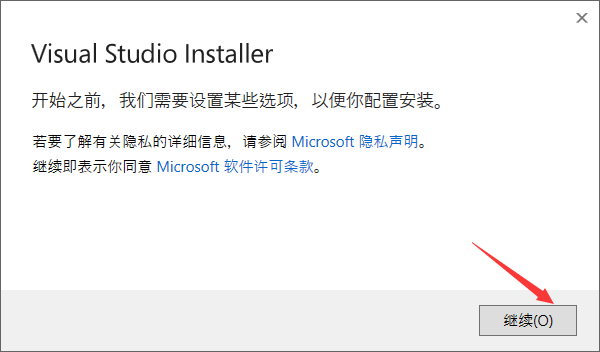 Visual Studio Installer
开始之前，我们需要设置某些选项，以便你配置安装。
若要了解有关隐私的详细信息，请参阅 Microsoft 隐私声明。
继续即表示你同意 Microsoft 软件许可条款。
继续(O)